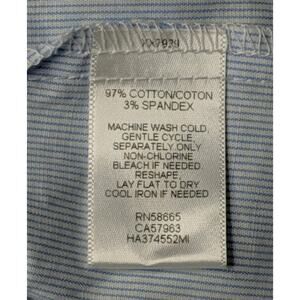 97% COTTON/COTON
3% SPANDEX
MACHINE WASH COLD
GENTLE CYCLE
SEPARATELY ONLY
NON-CHLORINE
BLEACH IF NEEDED
RESHAPE,
LAY FLAT TO DRY
COOL IRON IF NEEDED
RN58665
CA57963
HA374552MI